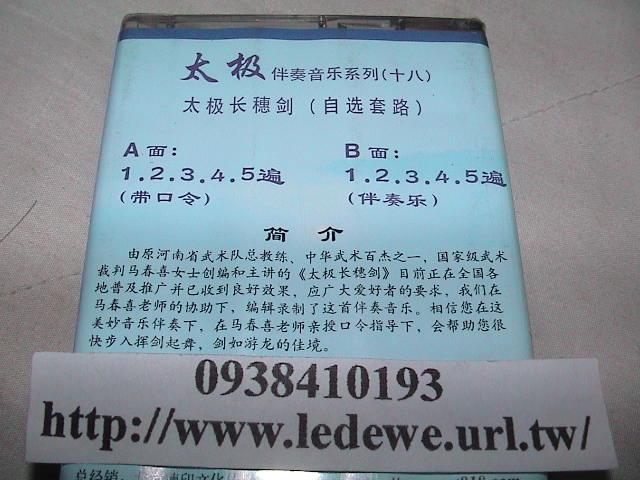 太极 伴奏音乐系列(十八)
太极长穗剑（自选套路）
A面:
1.2.3.4.5遍
(带口令)
B面:
1.2.3.4.5遍
(伴奏乐)
简 介
由原河南省武术队总教练、中华武术百杰之一，国家级武术
裁判马春喜女士创编和主讲的《太极长穗剑》目前正在全国各
地普及推广并已收到良好效果，应广大爱好者的要求，我们在
马春喜老师的协助下，编辑录制了这首伴奏音乐。相信您在这
美妙音乐伴奏下，在马春喜老师亲授口令指导下，会帮助您很
快步入挥剑起舞，剑如游龙的佳境。
0938410193
http://www.ledewe.url.tw/
总经销: